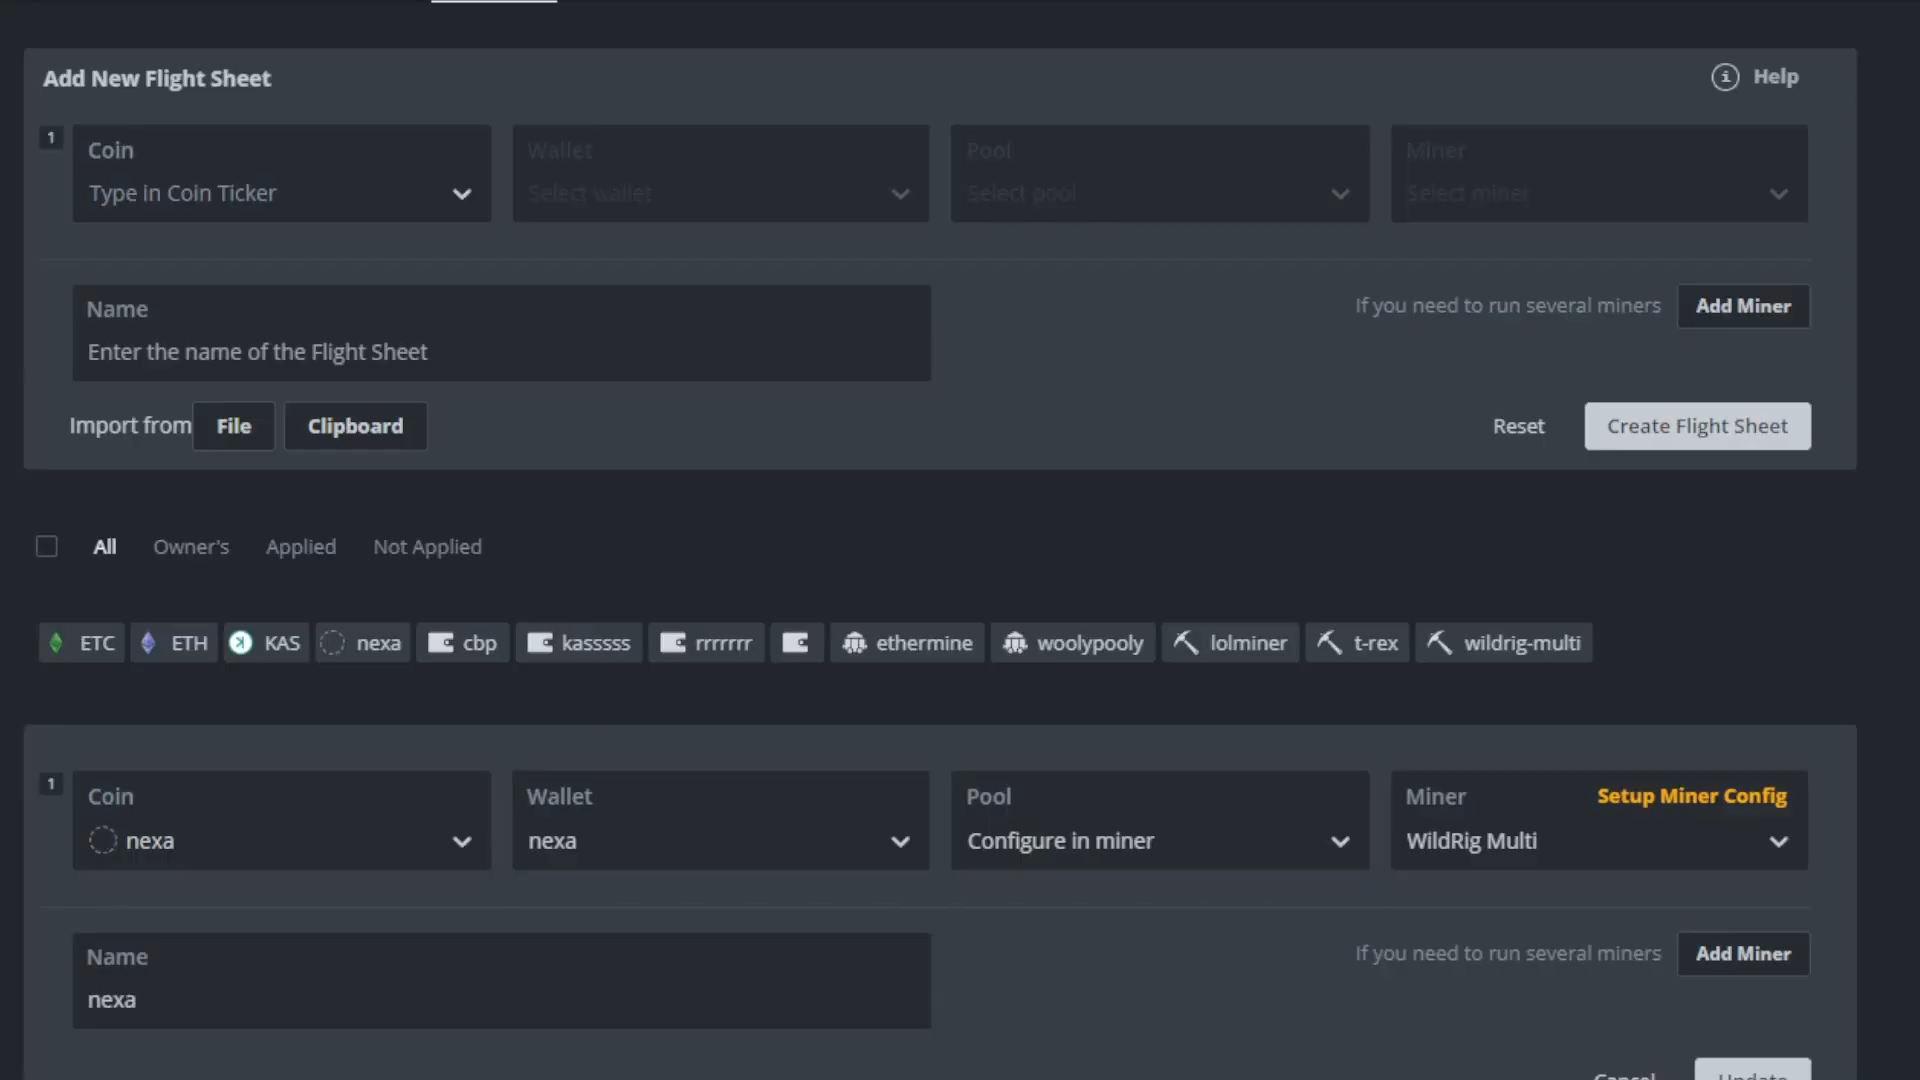 Add New Flight Sheet
Help
1
Coin
Wallet
Pool
Miner
Type in Coin Ticker
Select wallet
Select pool
Select miner
Name
Enter the name of the Flight Sheet
If you need to run several miners
Add Miner
Import from
File
Clipboard
Reset
Create Flight Sheet
All
Owner's
Applied
Not Applied
ETC
ETH
KAS
nexa
cbp
kasssss
rrrrrrr
ethermine
woolypooly
lolminer
t-rex
wildrig-multi
1
Coin
Wallet
Pool
Miner
Setup Miner Config
nexa
nexa
Configure in miner
WildRig Multi
Name
nexa
If you need to run several miners
Add Miner
Cancel
Update